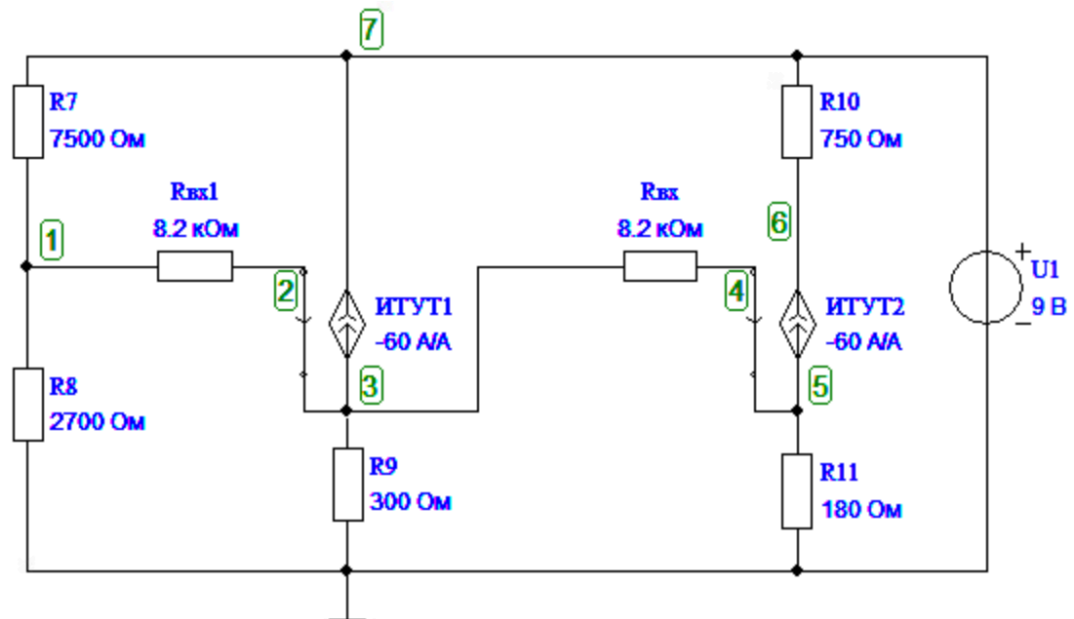 7
R7
7500 Ом
R10
750 Ом
Rвх1
8.2 кОм
Rвх
8.2 кОм
1
6
2
ИТУТ1
-60 А/А
4
ИТУТ2
-60 А/А
+
U1
9 В
−
R8
2700 Ом
3
5
R9
300 Ом
R11
180 Ом